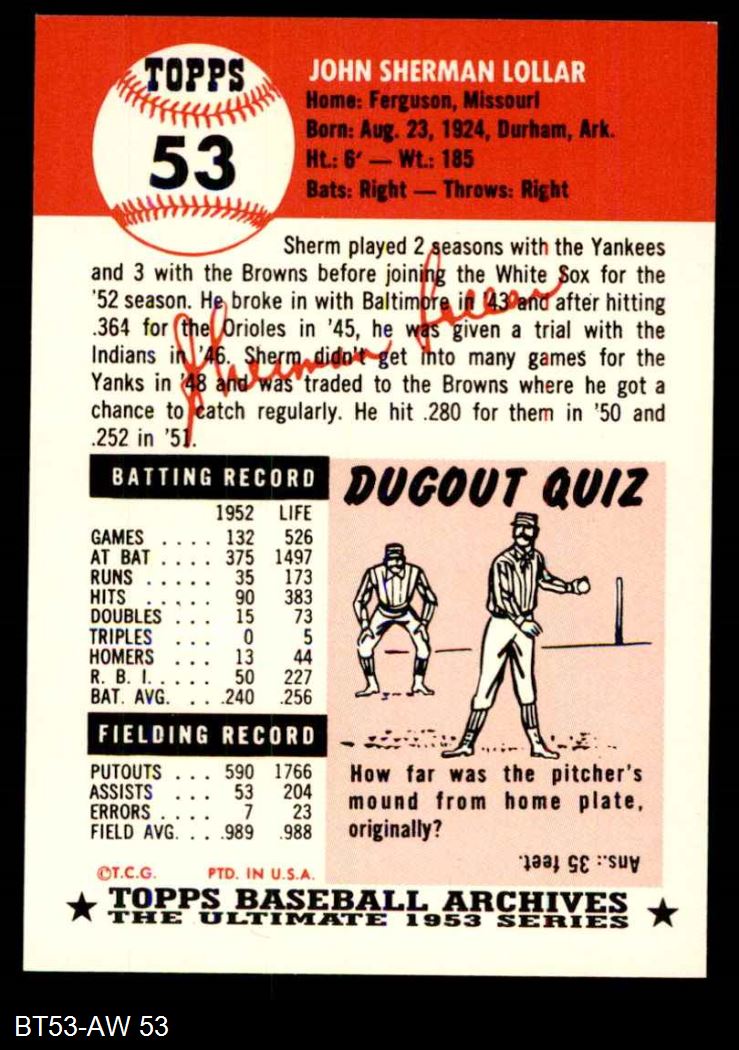 TOPPS
53
JOHN SHERMAN LOLLAR
Home: Ferguson, Missouri
Born: Aug. 23, 1924, Durham, Ark.
Ht.: 6' — Wt.: 185
Bats: Right — Throws: Right
Sherm played 2 seasons with the Yankees
and 3 with the Browns before joining the White Sox for the
'52 season. He broke in with Baltimore in '43 and after hitting
.364 for the Orioles in '45, he was given a trial with the
Indians in '46. Sherm didn't get into many games for the
Yanks in '48 and was traded to the Browns where he got a
chance to catch regularly. He hit .280 for them in '50 and
.252 in '51.
Sherman Lollar
BATTING RECORD
1952 LIFE
GAMES .... 132 526
AT BAT .... 375 1497
RUNS ..... 35 173
HITS ..... 90 383
DOUBLES ... 15 73
TRIPLES ... 0 5
HOMERS ... 13 44
R. B. I. .... 50 227
BAT. AVG. ... .240 .256
FIELDING RECORD
PUTOUTS ... 590 1766
ASSISTS ... 53 204
ERRORS .... 7 23
FIELD AVG. ... .989 .988
DUGOUT QUIZ
How far was the pitcher's
mound from home plate,
originally?
Ans.: 35 feet.
©T.C.G. PTD. IN U.S.A.
TOPPS BASEBALL ARCHIVES
THE ULTIMATE 1953 SERIES
BT53-AW 53